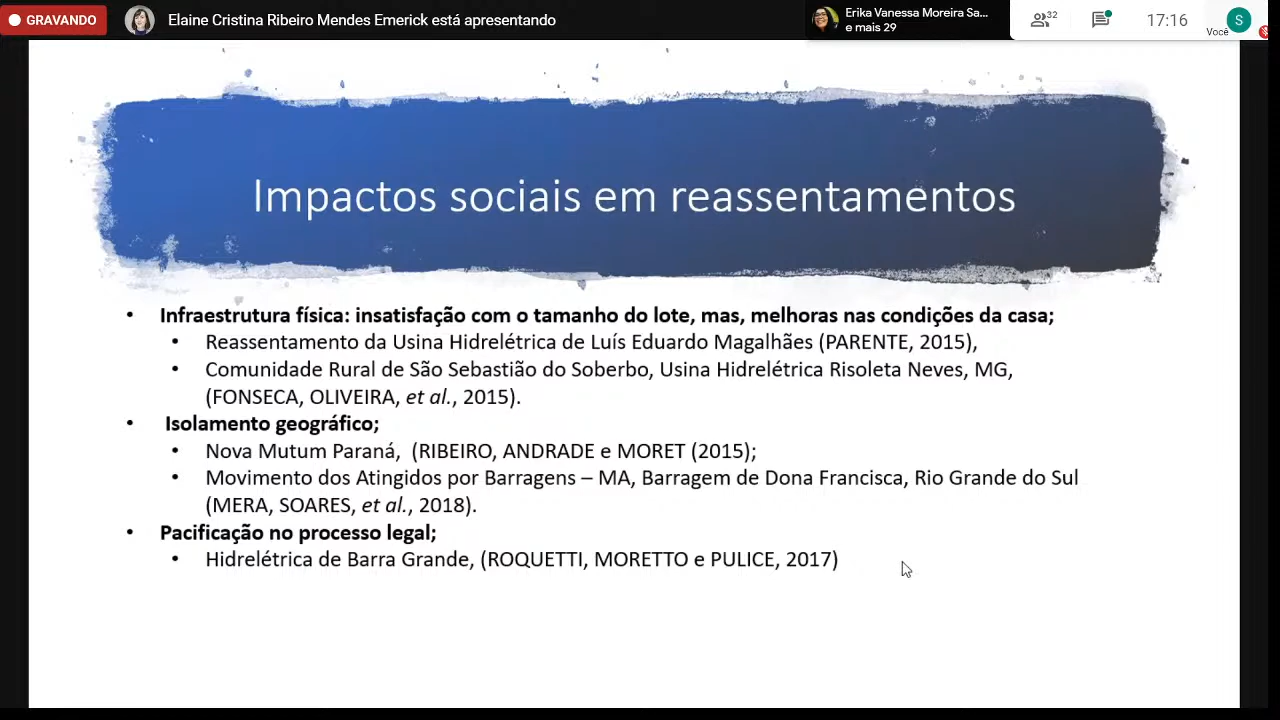 GRAVANDO
Elaine Cristina Ribeiro Mendes Emerick está apresentando
Erika Vanessa Moreira Sa...
e mais 29
32
17:16
Você
S
Impactos sociais em reassentamentos
• Infraestrutura física: insatisfação com o tamanho do lote, mas, melhoras nas condições da casa;
• Reassentamento da Usina Hidrelétrica de Luís Eduardo Magalhães (PARENTE, 2015),
• Comunidade Rural de São Sebastião do Soberbo, Usina Hidrelétrica Risoleta Neves, MG,
(FONSECA, OLIVEIRA, et al., 2015).
• Isolamento geográfico;
• Nova Mutum Paraná, (RIBEIRO, ANDRADE e MORET (2015);
• Movimento dos Atingidos por Barragens – MA, Barragem de Dona Francisca, Rio Grande do Sul
(MERA, SOARES, et al., 2018).
• Pacificação no processo legal;
• Hidrelétrica de Barra Grande, (ROQUETTI, MORETTO e PULICE, 2017)